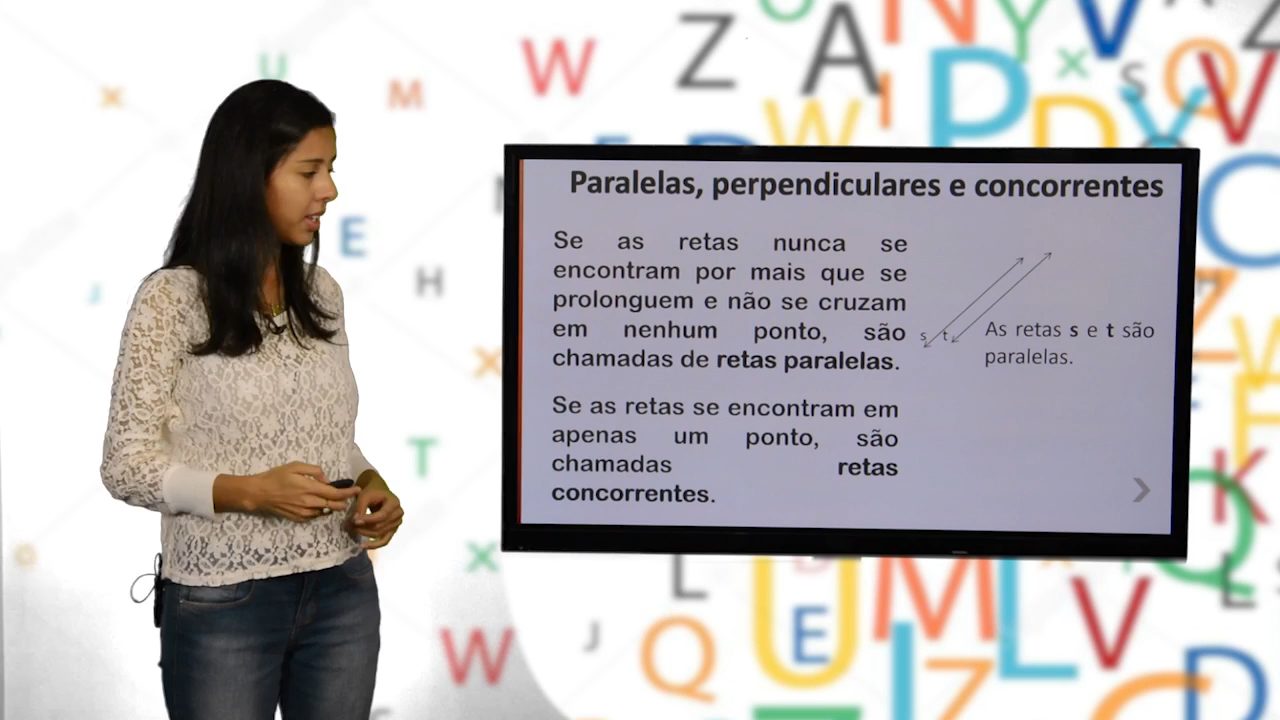 Paralelas, perpendiculares e concorrentes
Se as retas nunca se
encontram por mais que se
prolonguem e não se cruzam
em nenhum ponto, são
chamadas de retas paralelas.
s t
As retas s e t são
paralelas.
Se as retas se encontram em
apenas um ponto, são
chamadas retas
concorrentes.